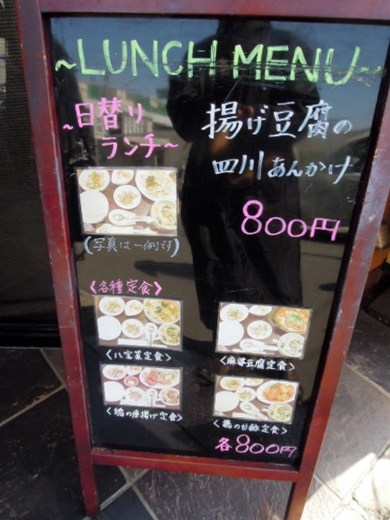 ~LUNCH MENU~
~日替り
ランチ~
揚げ豆腐の
四川あんかけ
800円
(写真は一例です)
《各種定食》
<八宝菜定食>
<麻婆豆腐定食>
<鶏の唐揚げ定食>
<鶏の甘酢定食>
各800円